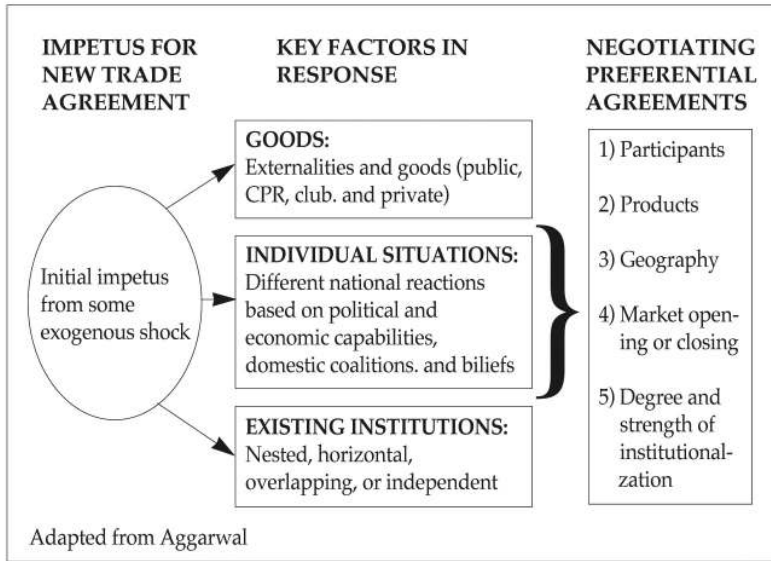 IMPETUS FOR
NEW TRADE
AGREEMENT
KEY FACTORS IN
RESPONSE
NEGOTIATING
PREFERENTIAL
AGREEMENTS
Initial impetus
from some
exogenous shock
GOODS:
Externalities and goods (public,
CPR, club. and private)
INDIVIDUAL SITUATIONS:
Different national reactions
based on political and
economic capabilities,
domestic coalitions. and biliefs
EXISTING INSTITUTIONS:
Nested, horizontal,
overlapping, or independent
1) Participants
2) Products
3) Geography
4) Market open-
ing or closing
5) Degree and
strength of
institutional-
zation
Adapted from Aggarwal